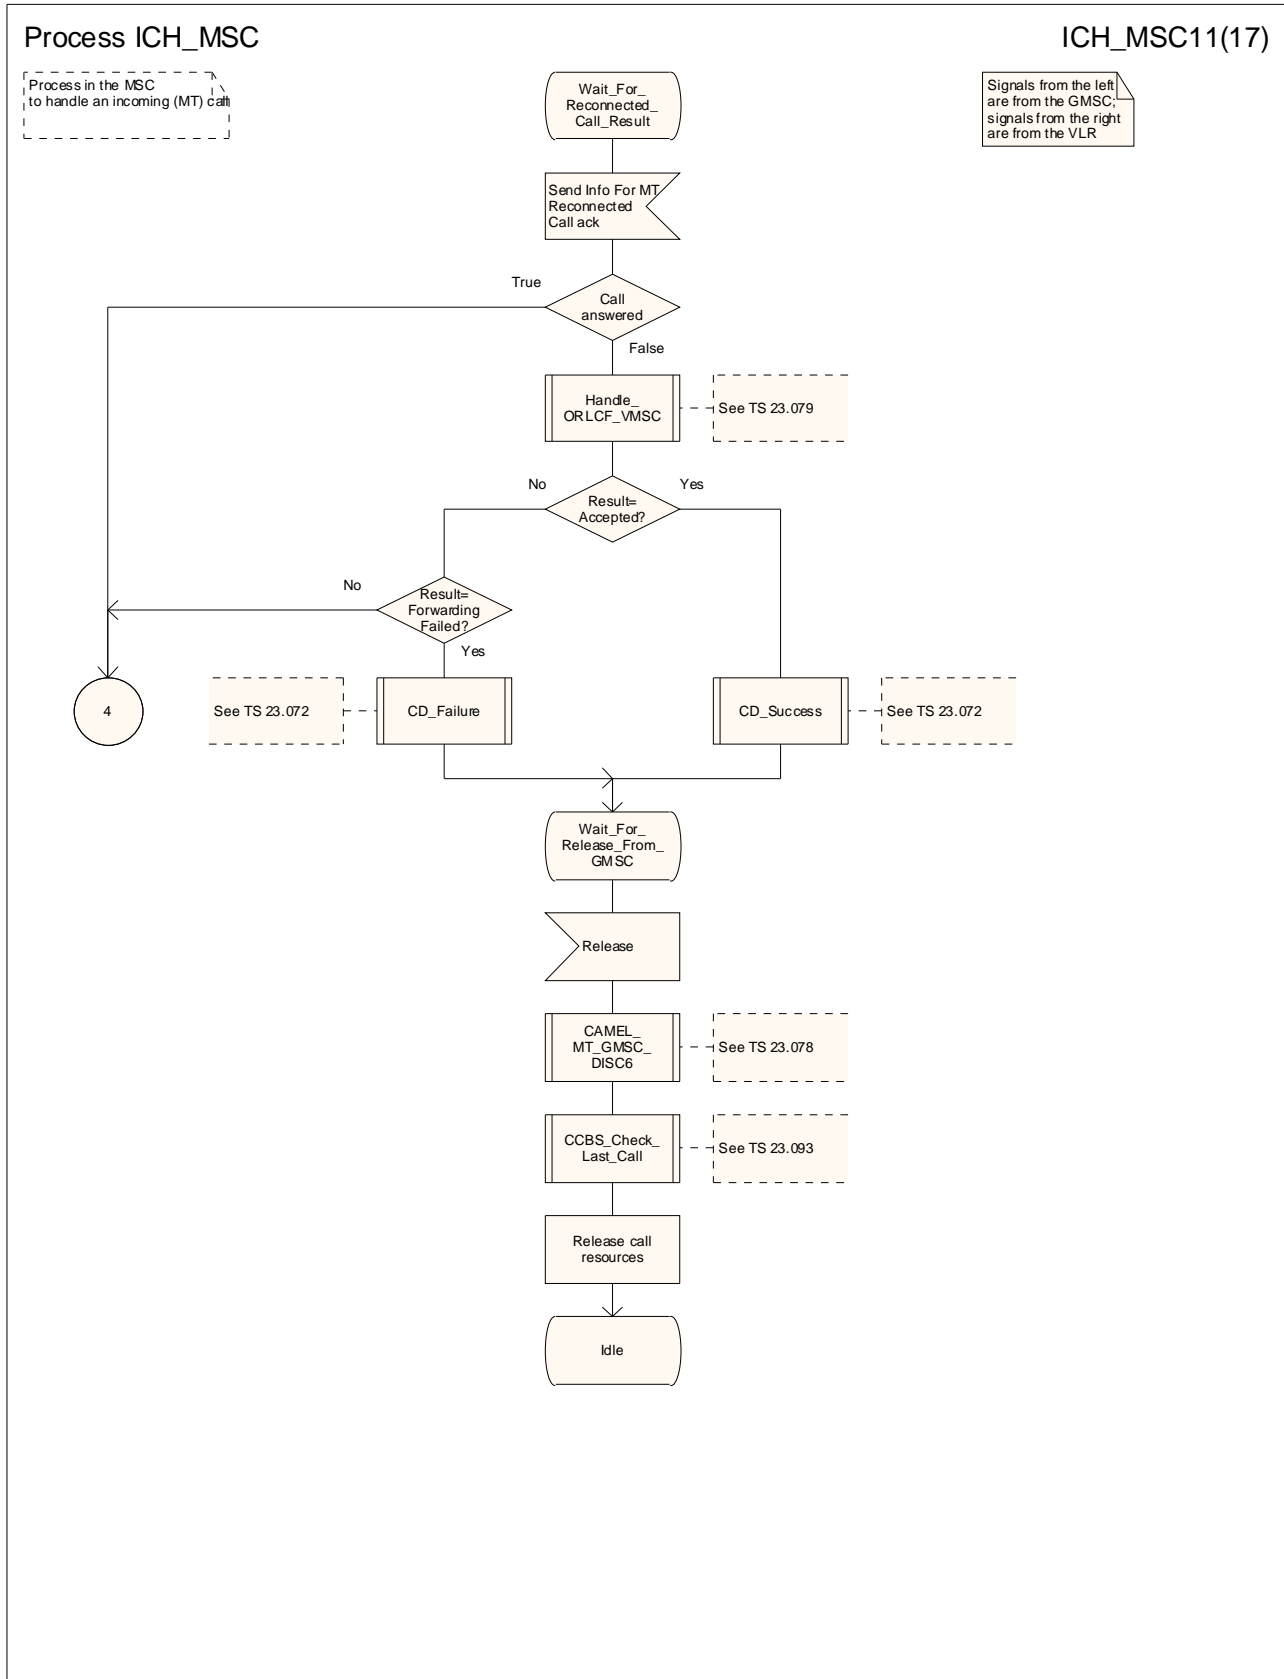 Process ICH_MSC
ICH_MSC11(17)
Process in the MSC
to handle an incoming (MT) call
Signals from the left
are from the GMSC;
signals from the right
are from the VLR
Wait_For_
Reconnected_
Call_Result
Send Info For MT
Reconnected
Call ack
True
Call
answered
False
Handle_
ORLCF_VMSC
See TS 23.079
No
Yes
Result=
Accepted?
No
Result=
Forwarding
Failed?
Yes
4
See TS 23.072
CD_Failure
CD_Success
See TS 23.072
Wait_For_
Release_From_
GMSC
Release
CAMEL_
MT_GMSC_
DISC6
See TS 23.078
CCBS_Check_
Last_Call
See TS 23.093
Release call
resources
Idle